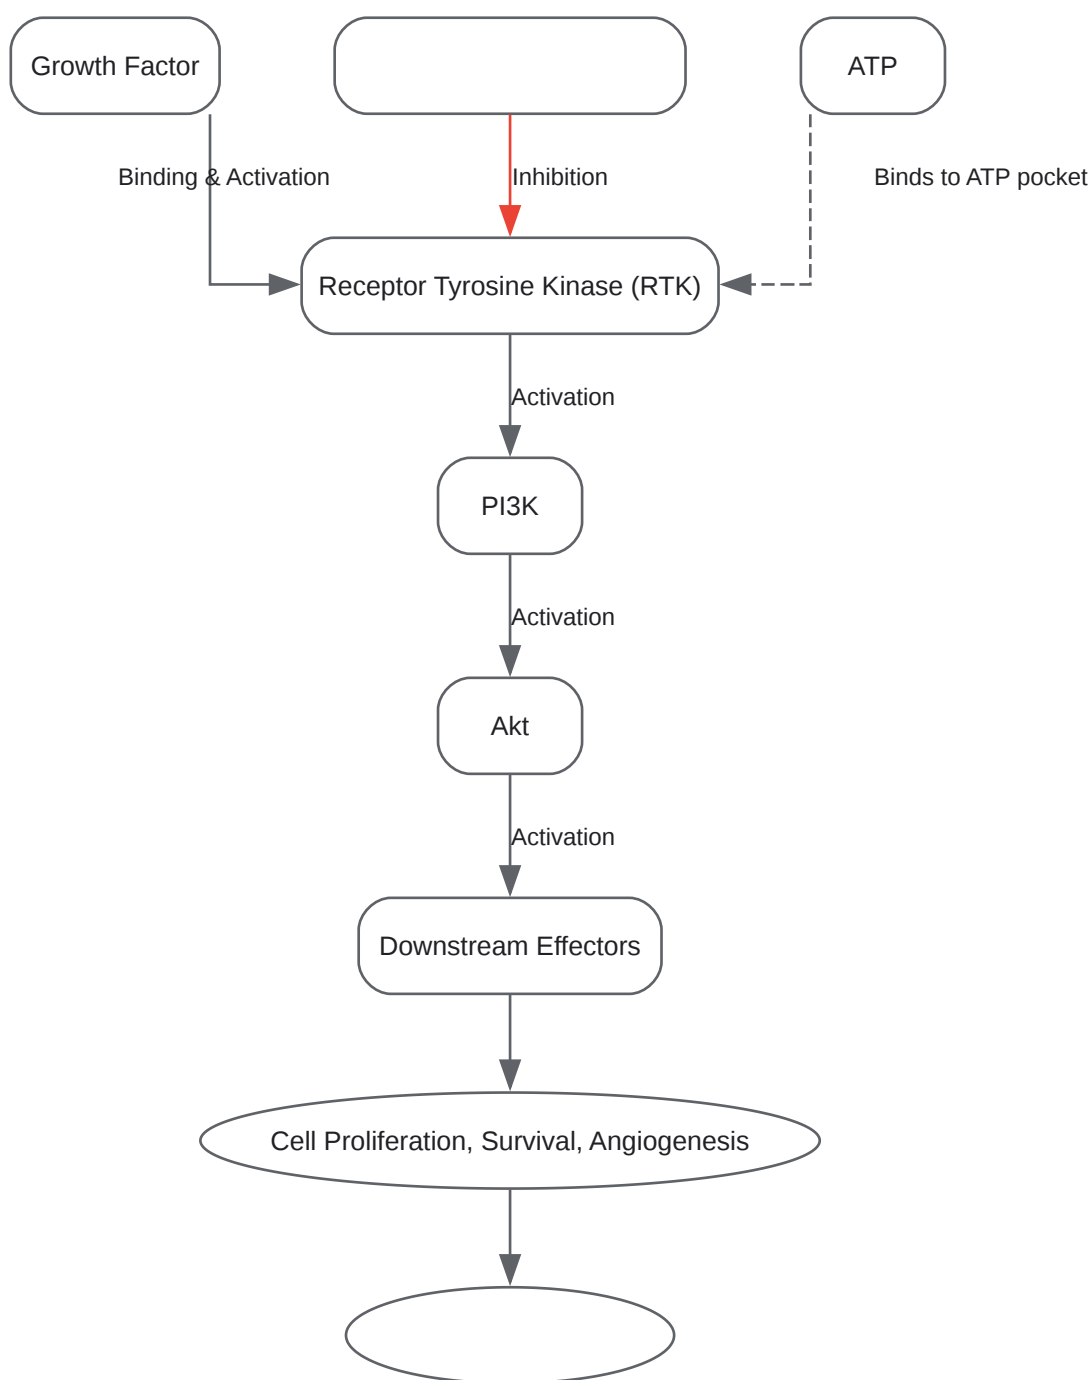 Growth Factor
ATP
Binding & Activation
Inhibition
Binds to ATP pocket
Receptor Tyrosine Kinase (RTK)
Activation
PI3K
Activation
Akt
Activation
Downstream Effectors
Cell Proliferation, Survival, Angiogenesis